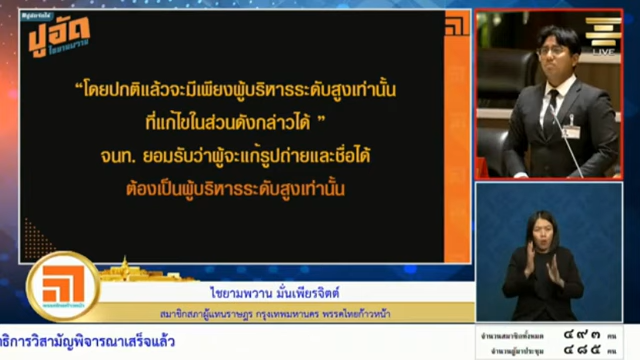 ปูอัด
ไชยามพวาน
LIVE
“โดยปกติแล้วจะมีเพียงผู้บริหารระดับสูงเท่านั้น
ที่แก้ไขในส่วนดังกล่าวได้ ”
จนท. ยอมรับว่าผู้จะแก้รูปถ่ายและชื่อได้
ต้องเป็นผู้บริหารระดับสูงเท่านั้น
ไชยามพวาน มั่นเพียรจิตต์
สมาชิกสภาผู้แทนราษฎร กรุงเทพมหานคร พรรคไทยก้าวหน้า
าธิการวิสามัญพิจารณาเสร็จแล้ว
จำนวนสมาชิกทั้งหมด ๔๙๓ คน
จำนวนผู้มาประชุม ๔๘๕ คน